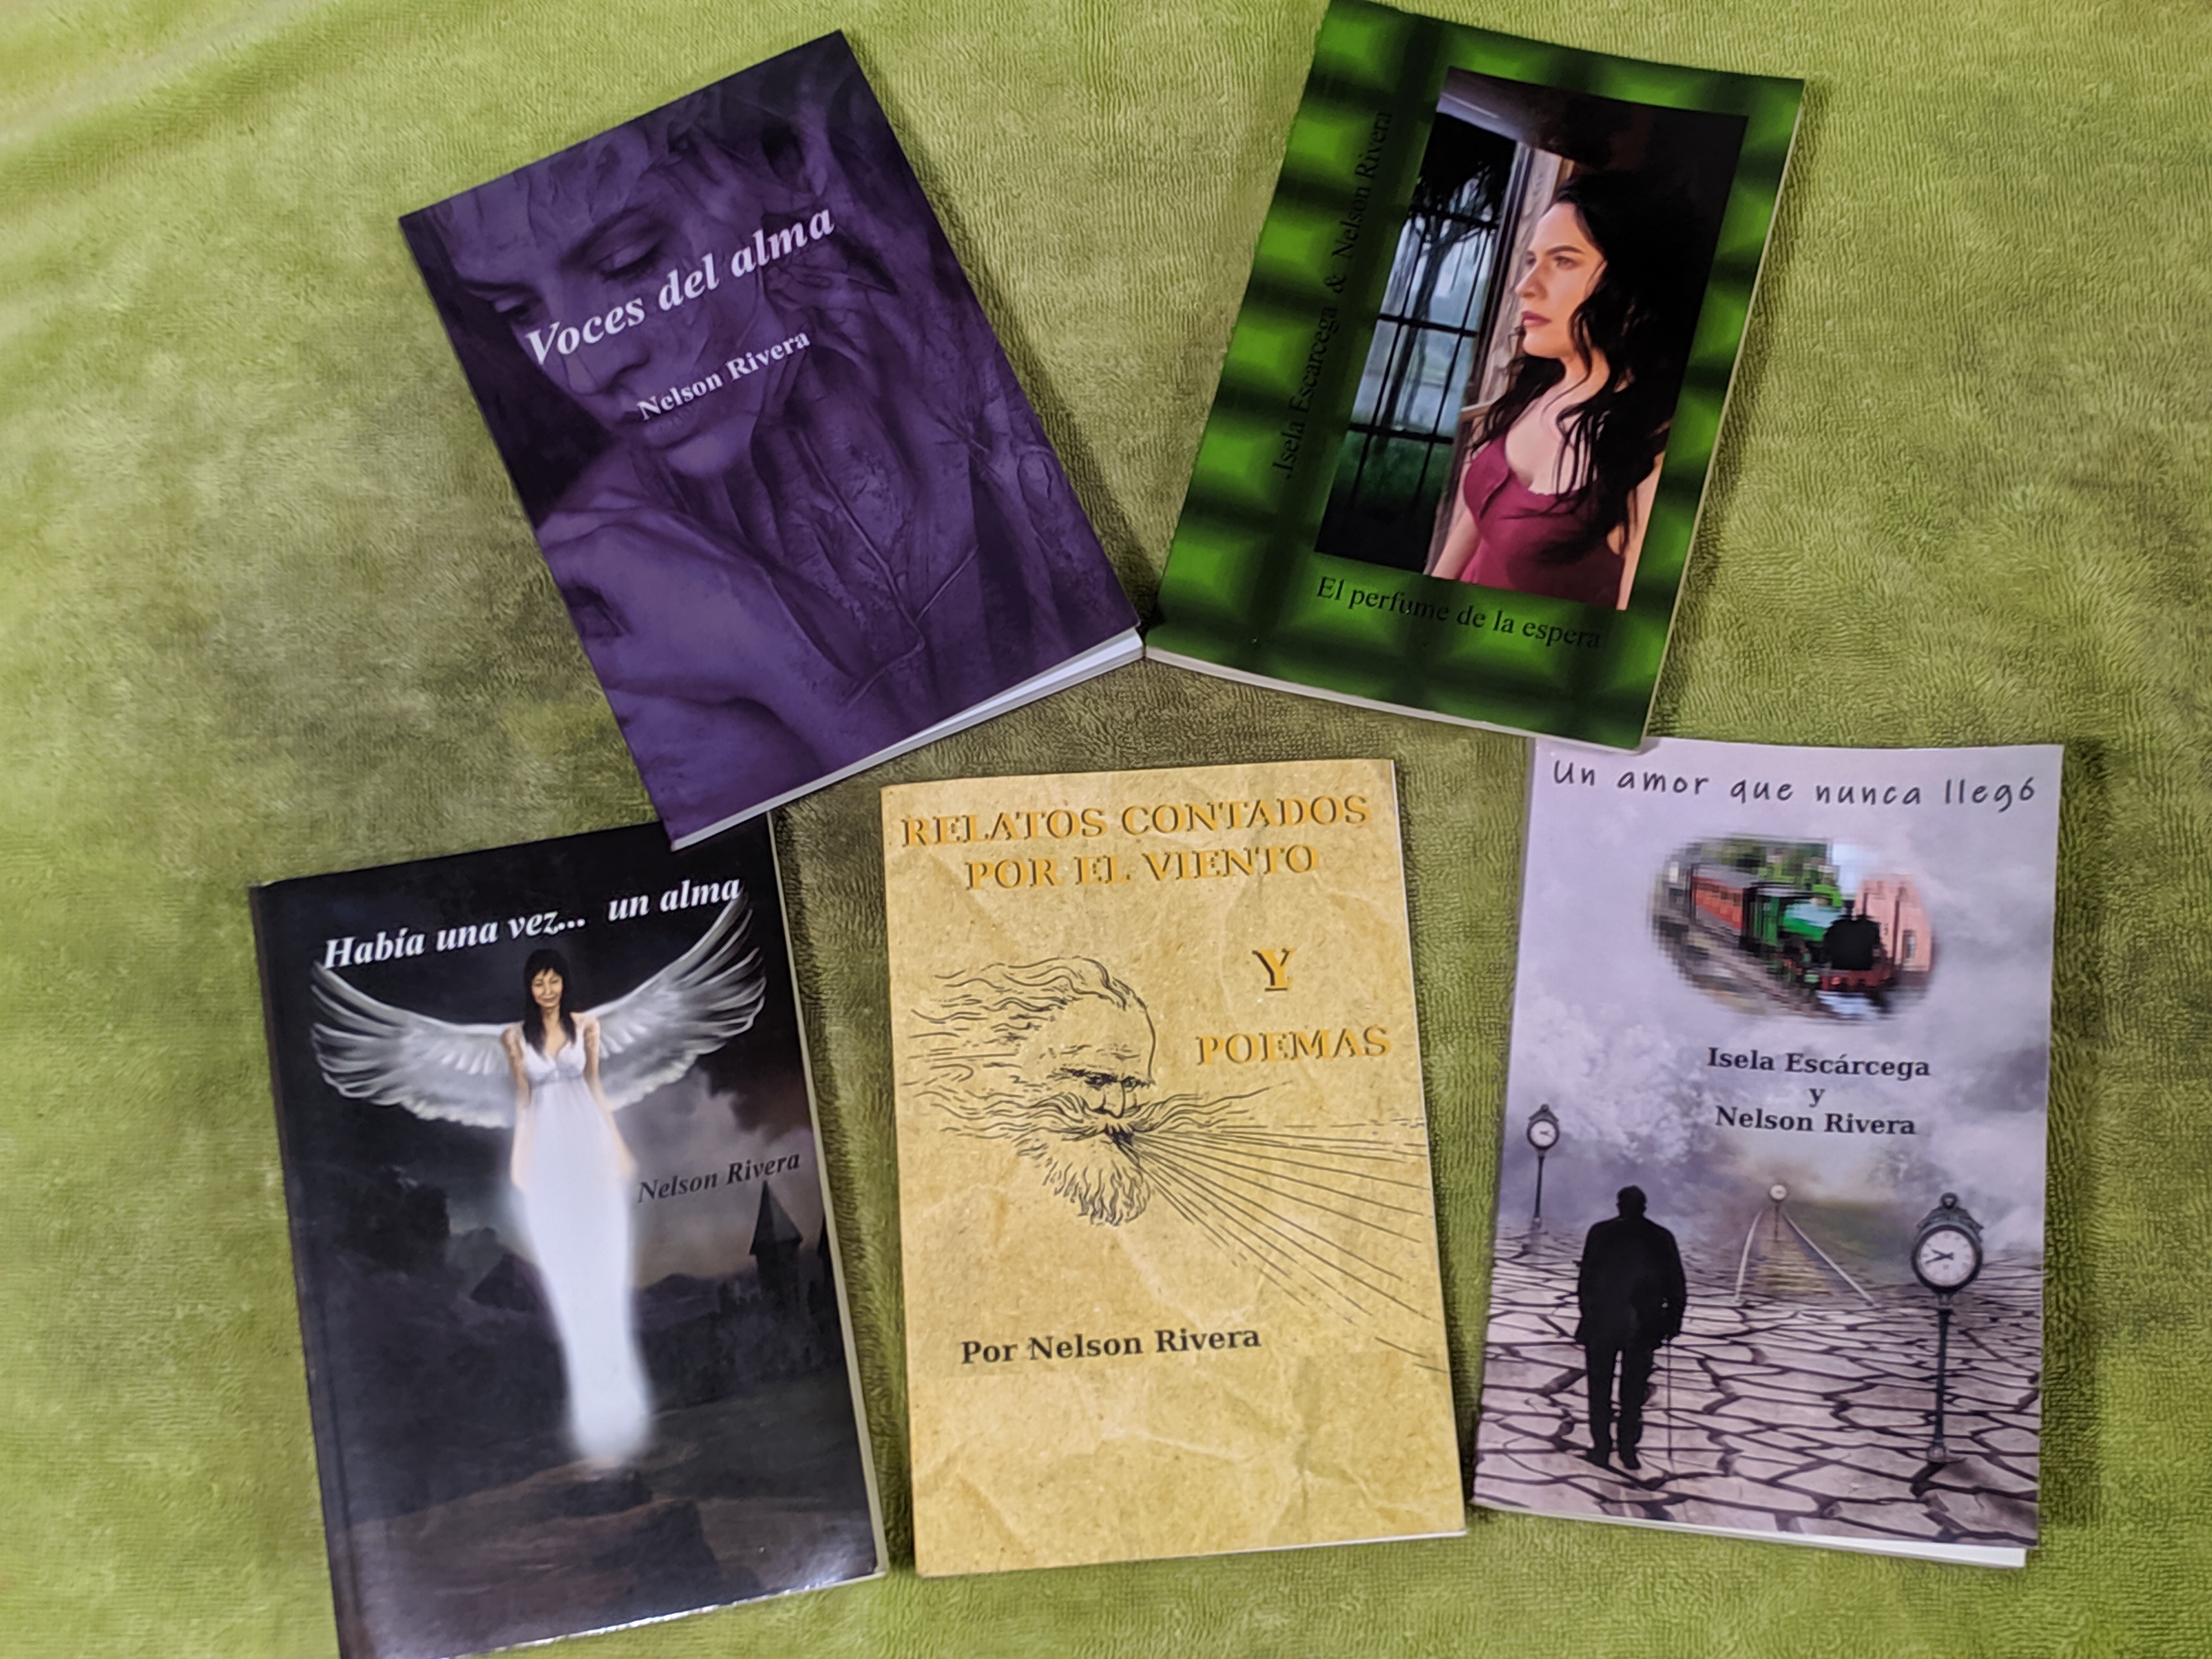 Voces del alma
Nelson Rivera
Isela Escarcega & Nelson Rivera
El perfume de la espera
Había una vez... un alma
Nelson Rivera
RELATOS CONTADOS
POR EL VIENTO
Y
POEMAS
Por Nelson Rivera
Un amor que nunca llegó
Isela Escárcega
y
Nelson Rivera